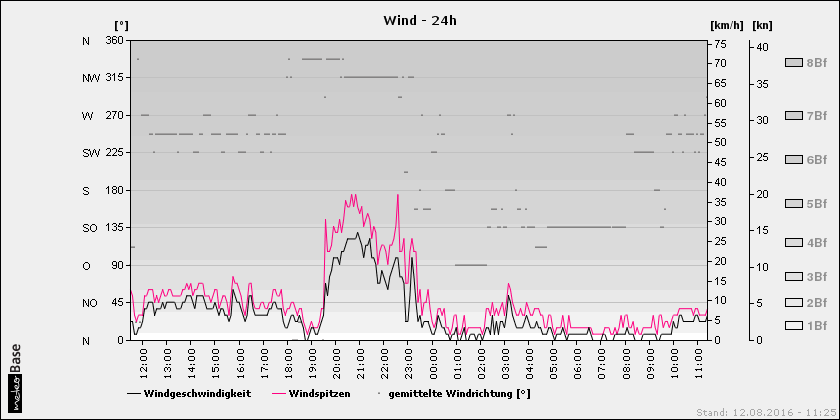 Wind - 24h
[°] [km/h] [kn]
N 360
NW 315
W 270
SW 225
S 180
SO 135
O 90
NO 45
N 0
75
70
65
60
55
50
45
40
35
30
25
20
15
10
5
0
40
35
30
25
20
15
10
5
0
8Bf
7Bf
6Bf
5Bf
4Bf
3Bf
2Bf
1Bf
12:00 13:00 14:00 15:00 16:00 17:00 18:00 19:00 20:00 21:00 22:00 23:00 00:00 01:00 02:00 03:00 04:00 05:00 06:00 07:00 08:00 09:00 10:00 11:00
Windgeschwindigkeit Windspitzen gemittelte Windrichtung [°]
meteoBase
Stand: 12.08.2016 - 11:25